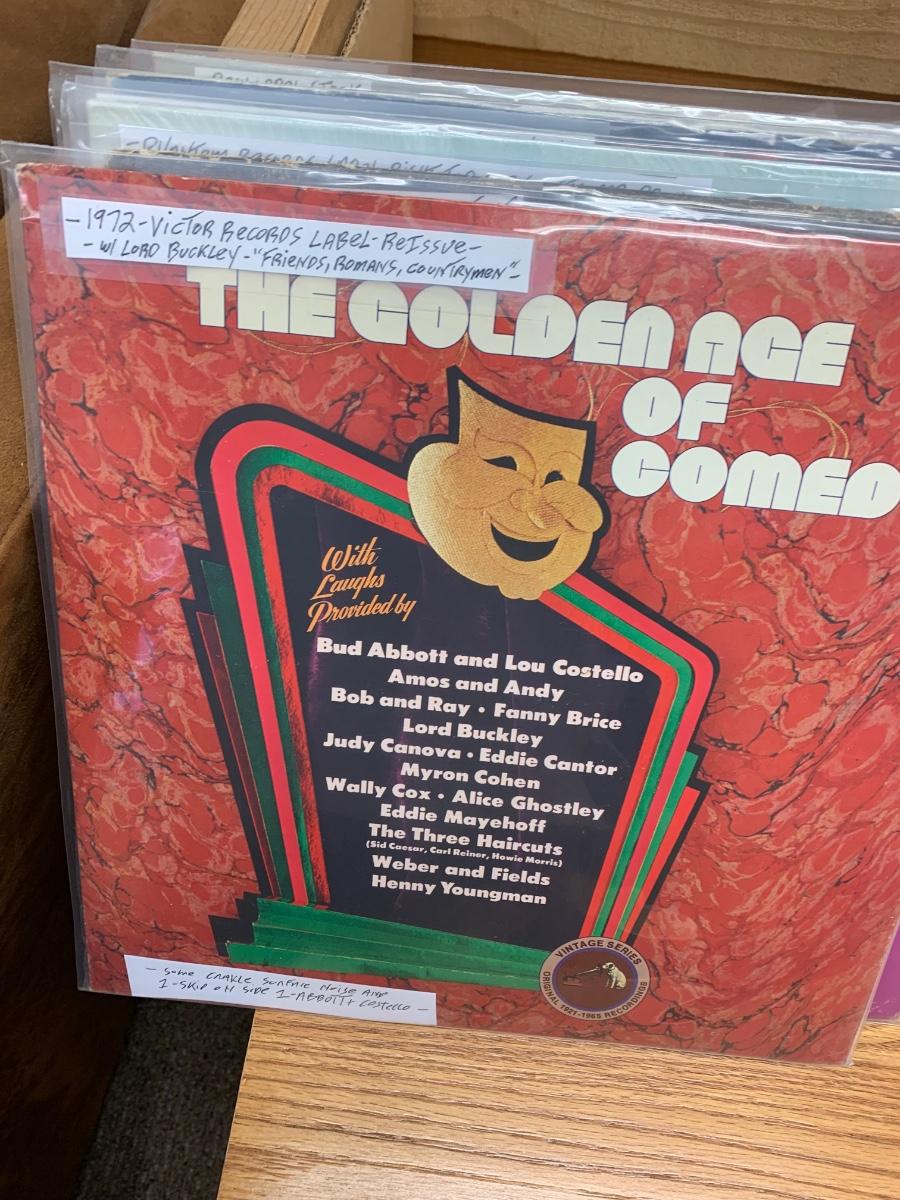 - 1972 - VICTOR RECORDS LABEL - REISSUE -
- W/ LORD BUCKLEY - "FRIENDS, ROMANS, COUNTRYMEN" -
THE GOLDEN AGE
OF
COMED
With
Laughs
Provided by
Bud Abbott and Lou Costello
Amos and Andy
Bob and Ray • Fanny Brice
Lord Buckley
Judy Canova • Eddie Cantor
Myron Cohen
Wally Cox • Alice Ghostley
Eddie Mayehoff
The Three Haircuts
(Sid Caesar, Carl Reiner, Howie Morris)
Weber and Fields
Henny Youngman
VINTAGE SERIES
ORIGINAL 1921-1965 RECORDINGS
- SOME CRAKLE SURFAIC NOISE AND
1-SKIP ON SIDE 1-ABBOTT + COSTELLO -